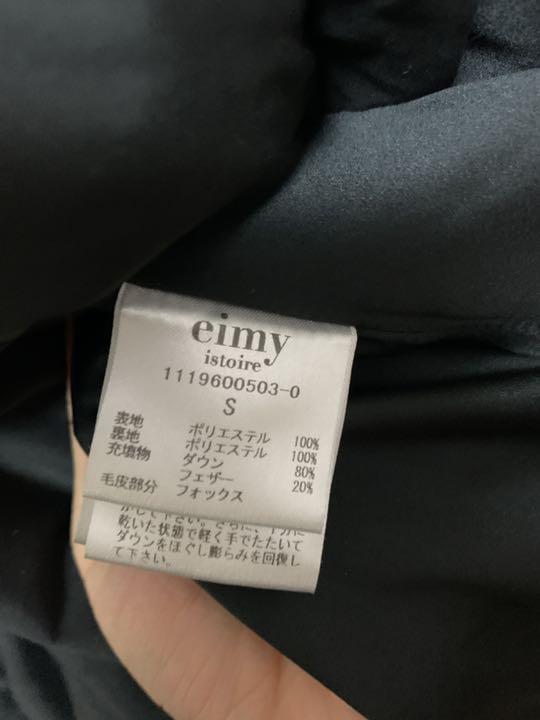 eimy
istoire
1119600503-0
S
表地 ポリエステル 100%
裏地 ポリエステル 100%
充填物 ダウン 80%
フェザー 20%
毛皮部分 フォックス
乾いた状態で軽く手でたたいて
ダウンをほぐし膨らみを回復し
て下さい。